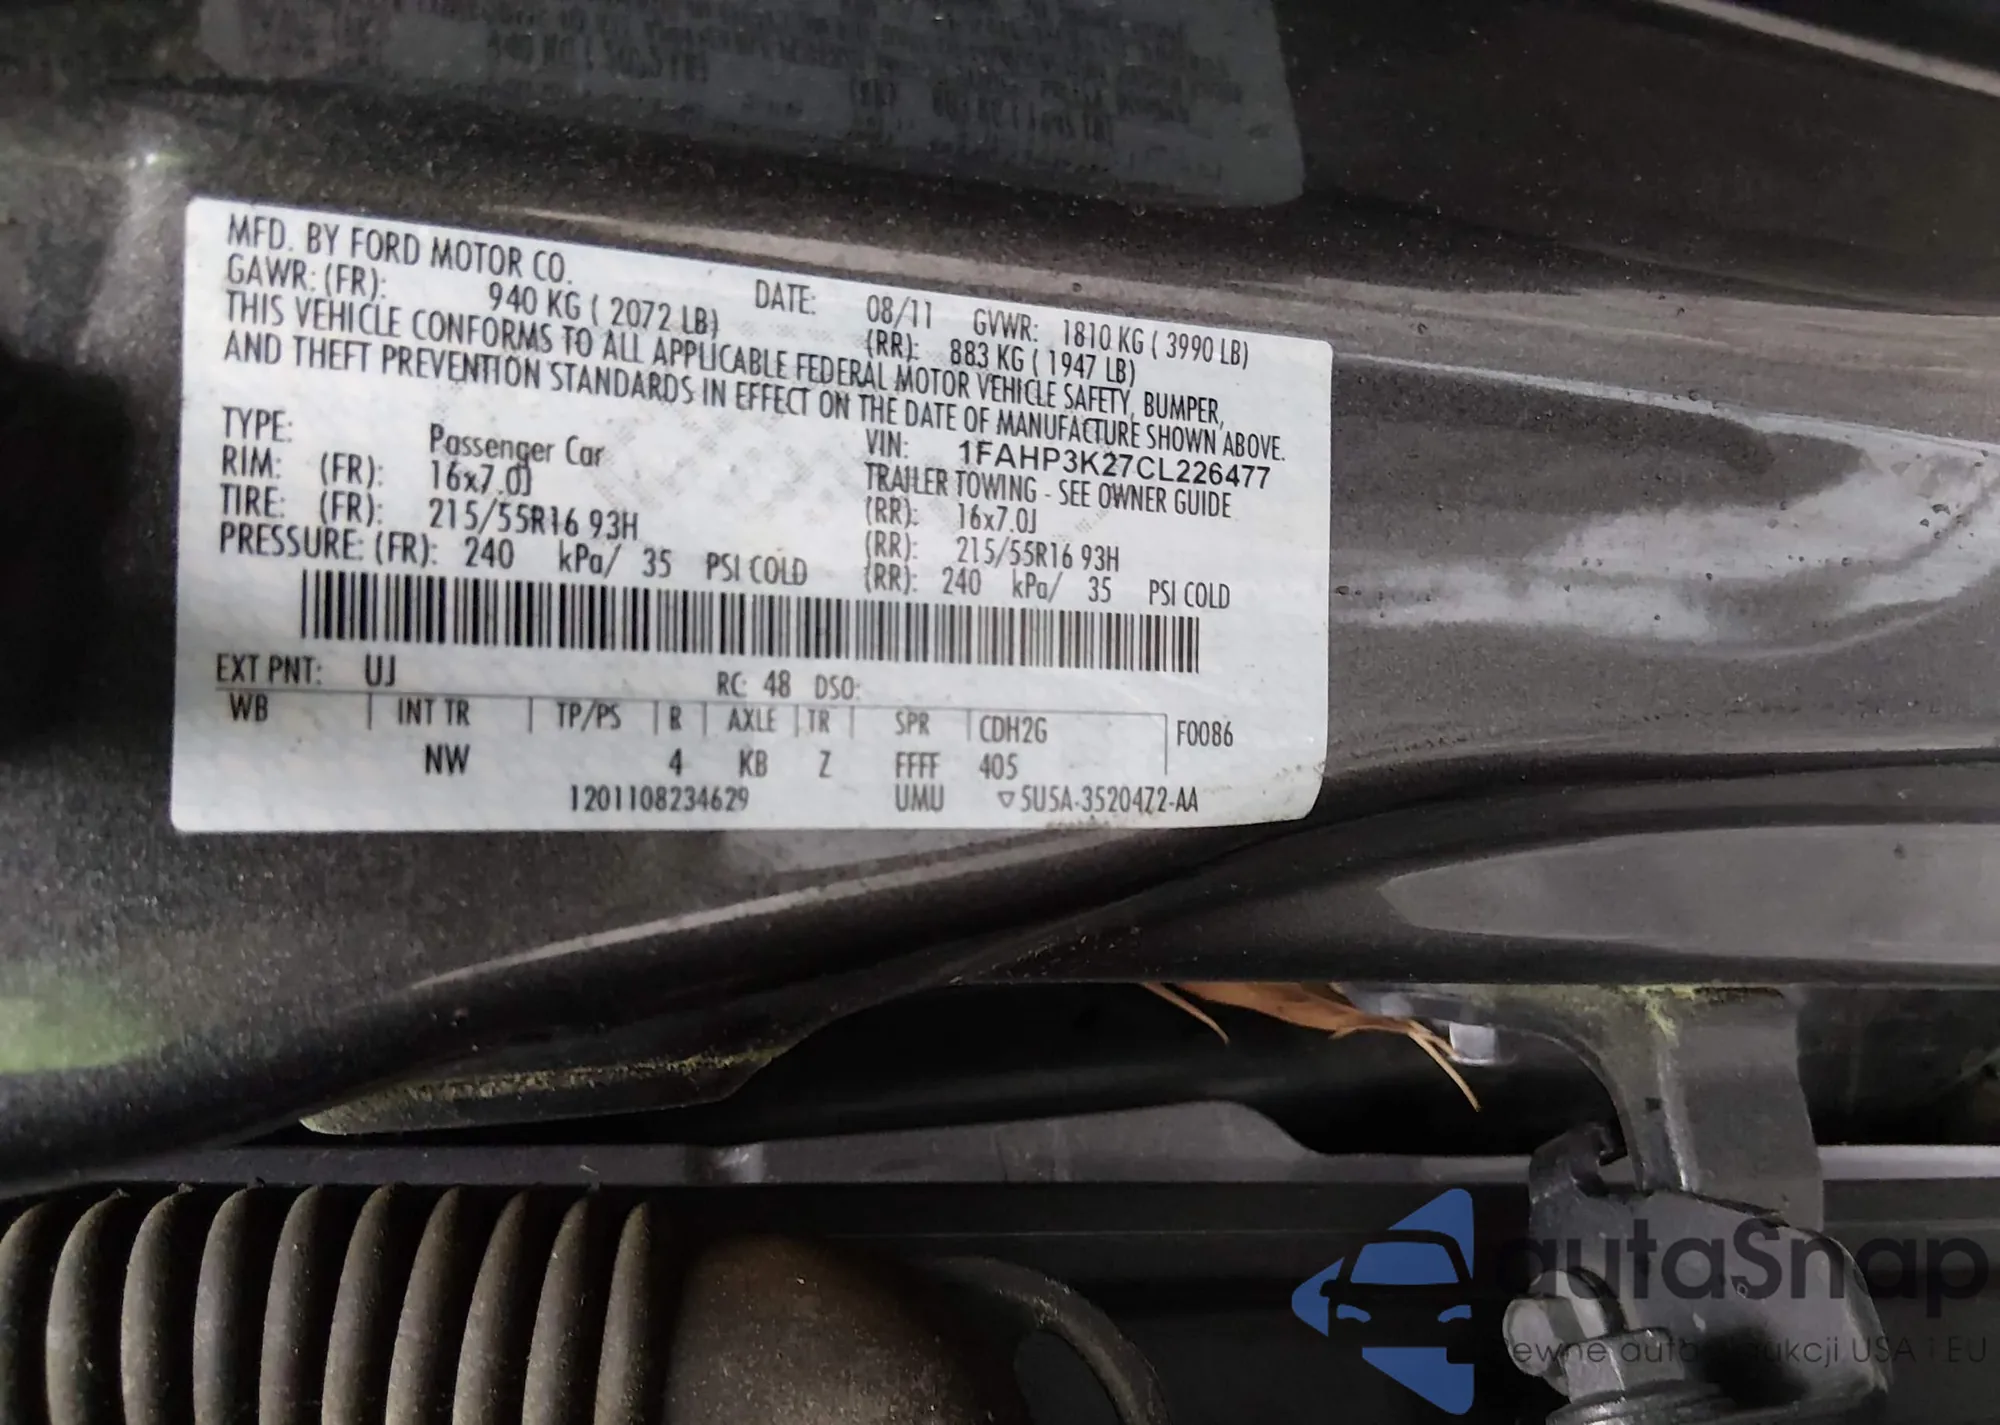 MFD. BY FORD MOTOR CO. DATE: 08/11 GVWR: 1810 KG ( 3990 LB)
GAWR: (FR): 940 KG ( 2072 LB) (RR): 883 KG ( 1947 LB)
THIS VEHICLE CONFORMS TO ALL APPLICABLE FEDERAL MOTOR VEHICLE SAFETY, BUMPER,
AND THEFT PREVENTION STANDARDS IN EFFECT ON THE DATE OF MANUFACTURE SHOWN ABOVE.
VIN: 1FAHP3K27CL226477
TYPE: Passenger Car TRAILER TOWING - SEE OWNER GUIDE
RIM: (FR): 16x7.0J (RR): 16x7.0J
TIRE: (FR): 215/55R16 93H (RR): 215/55R16 93H
PRESSURE: (FR): 240 kPa/ 35 PSI COLD (RR): 240 kPa/ 35 PSI COLD
EXT PNT: UJ RC: 48 DSO:
WB | INT TR | TP/PS | R | AXLE | TR | SPR | CDH2G F0086
NW 4 KB Z FFFF 405
1201108234629 UMU ▽5U5A-3520472-AA
autaSnap
USA i EU